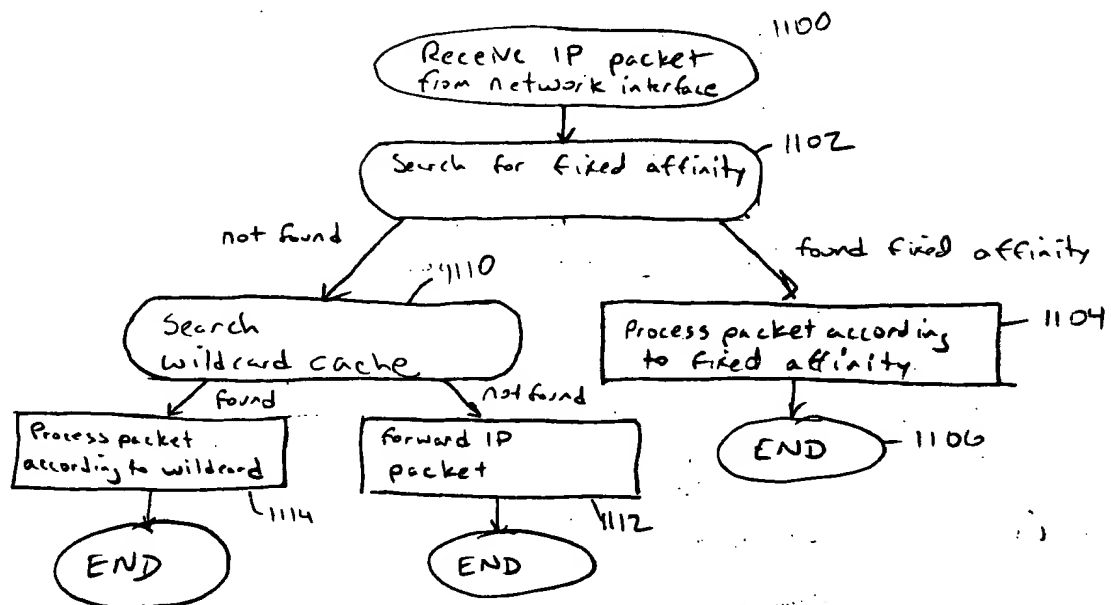 1100
Receive IP packet
from network interface
1102
Search for fixed affinity
not found
found fixed affinity
1110
Search
wildcard cache
1104
Process packet according
to fixed affinity
found
not found
Process packet
according to wildcard
forward IP
packet
END
1106
1114
1112
END
END